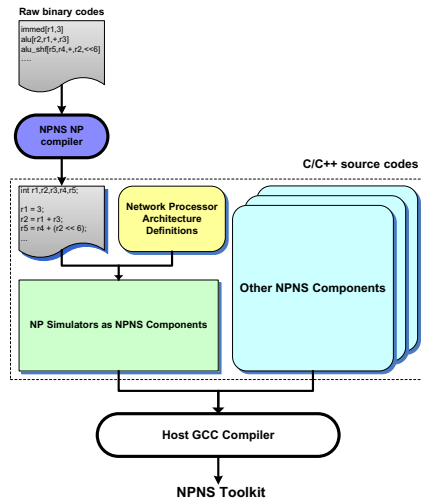 Raw binary codes
immed[r1,3]
alu[r2,r1,+,r3]
alu_shf[r5,r4,+,r2,<<6]
....
NPNS NP
compiler
C/C++ source codes
int r1,r2,r3,r4,r5;
r1 = 3;
r2 = r1 + r3;
r5 = r4 + (r2 << 6);
...
Network Processor
Architecture
Definitions
Other NPNS Components
NP Simulators as NPNS Components
Host GCC Compiler
NPNS Toolkit